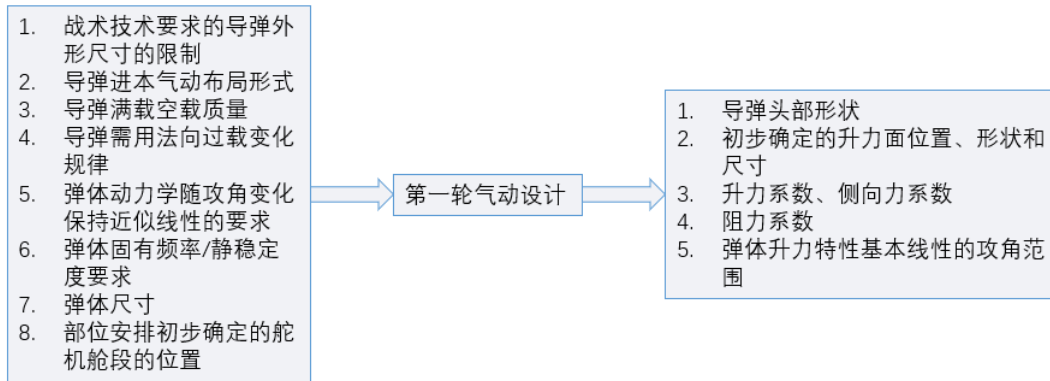 1. 战术技术要求的导弹外
形尺寸的限制
2. 导弹进本气动布局形式
3. 导弹满载空载质量
4. 导弹需用法向过载变化
规律
5. 弹体动力学随攻角变化
保持近似线性的要求
6. 弹体固有频率/静稳定
度要求
7. 弹体尺寸
8. 部位安排初步确定的舵
机舱段的位置
第一轮气动设计
1. 导弹头部形状
2. 初步确定的升力面位置、形状和
尺寸
3. 升力系数、侧向力系数
4. 阻力系数
5. 弹体升力特性基本线性的攻角范
围